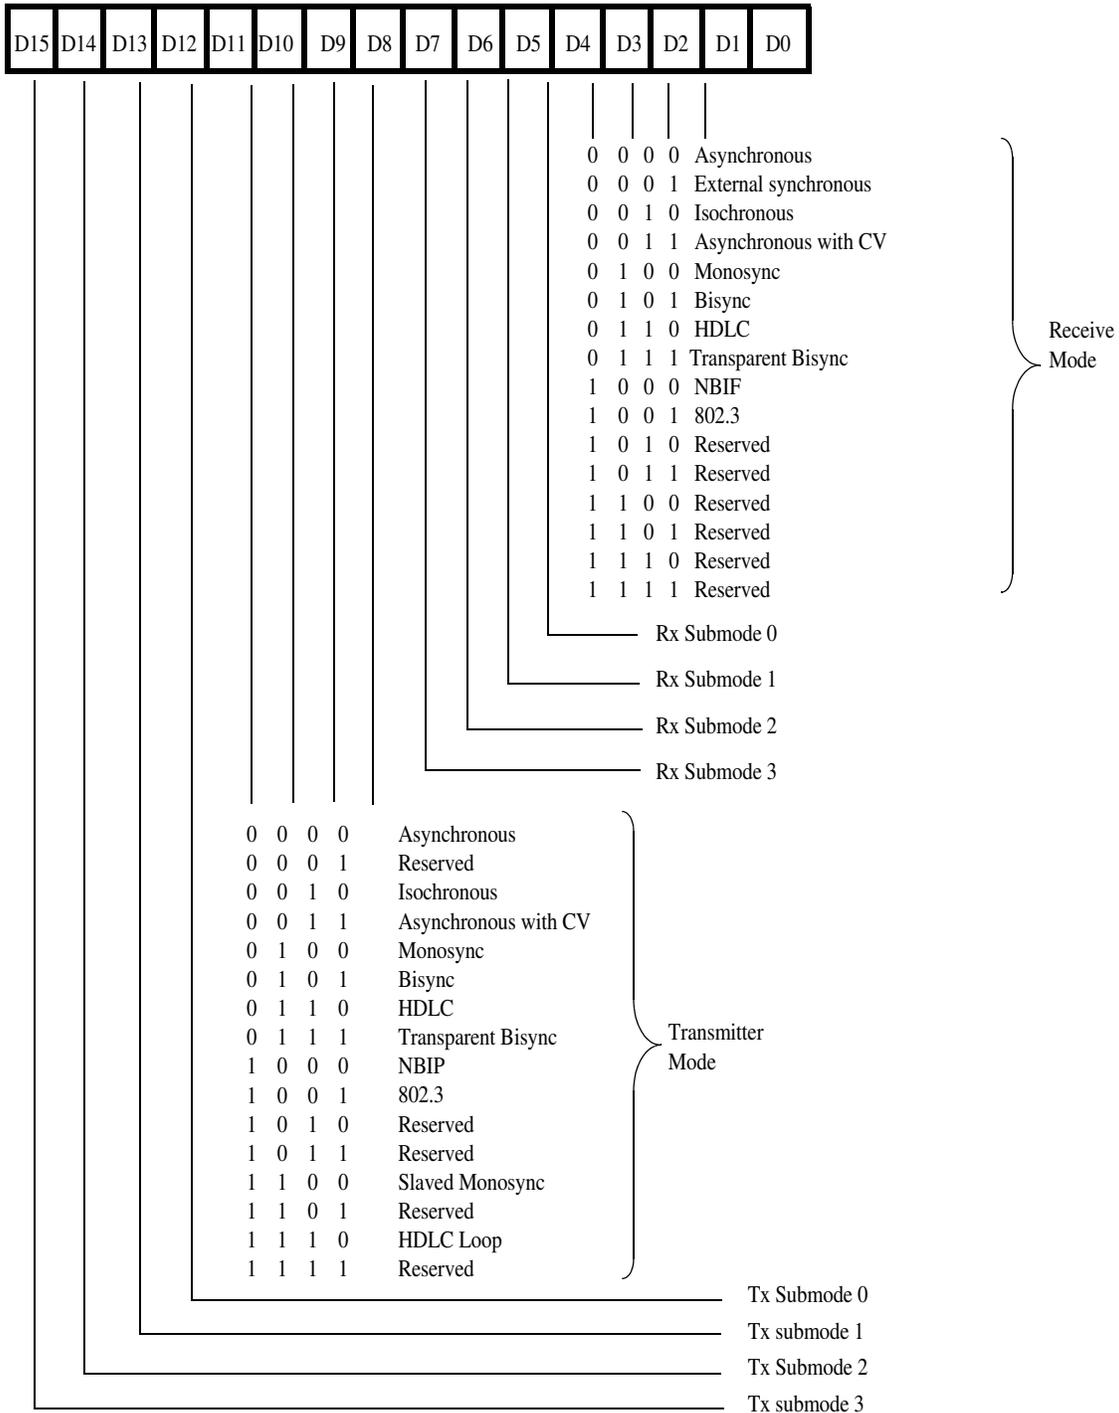 D15 D14 D13 D12 D11 D10 D9 D8 D7 D6 D5 D4 D3 D2 D1 D0
0 0 0 0 Asynchronous
0 0 0 1 External synchronous
0 0 1 0 Isochronous
0 0 1 1 Asynchronous with CV
0 1 0 0 Monosync
0 1 0 1 Bisync
0 1 1 0 HDLC
0 1 1 1 Transparent Bisync
1 0 0 0 NBIF
1 0 0 1 802.3
1 0 1 0 Reserved
1 0 1 1 Reserved
1 1 0 0 Reserved
1 1 0 1 Reserved
1 1 1 0 Reserved
1 1 1 1 Reserved
Receive
Mode
Rx Submode 0
Rx Submode 1
Rx Submode 2
Rx Submode 3
0 0 0 0 Asynchronous
0 0 0 1 Reserved
0 0 1 0 Isochronous
0 0 1 1 Asynchronous with CV
0 1 0 0 Monosync
0 1 0 1 Bisync
0 1 1 0 HDLC
0 1 1 1 Transparent Bisync
1 0 0 0 NBIP
1 0 0 1 802.3
1 0 1 0 Reserved
1 0 1 1 Reserved
1 1 0 0 Slaved Monosync
1 1 0 1 Reserved
1 1 1 0 HDLC Loop
1 1 1 1 Reserved
Transmitter
Mode
Tx Submode 0
Tx submode 1
Tx Submode 2
Tx submode 3